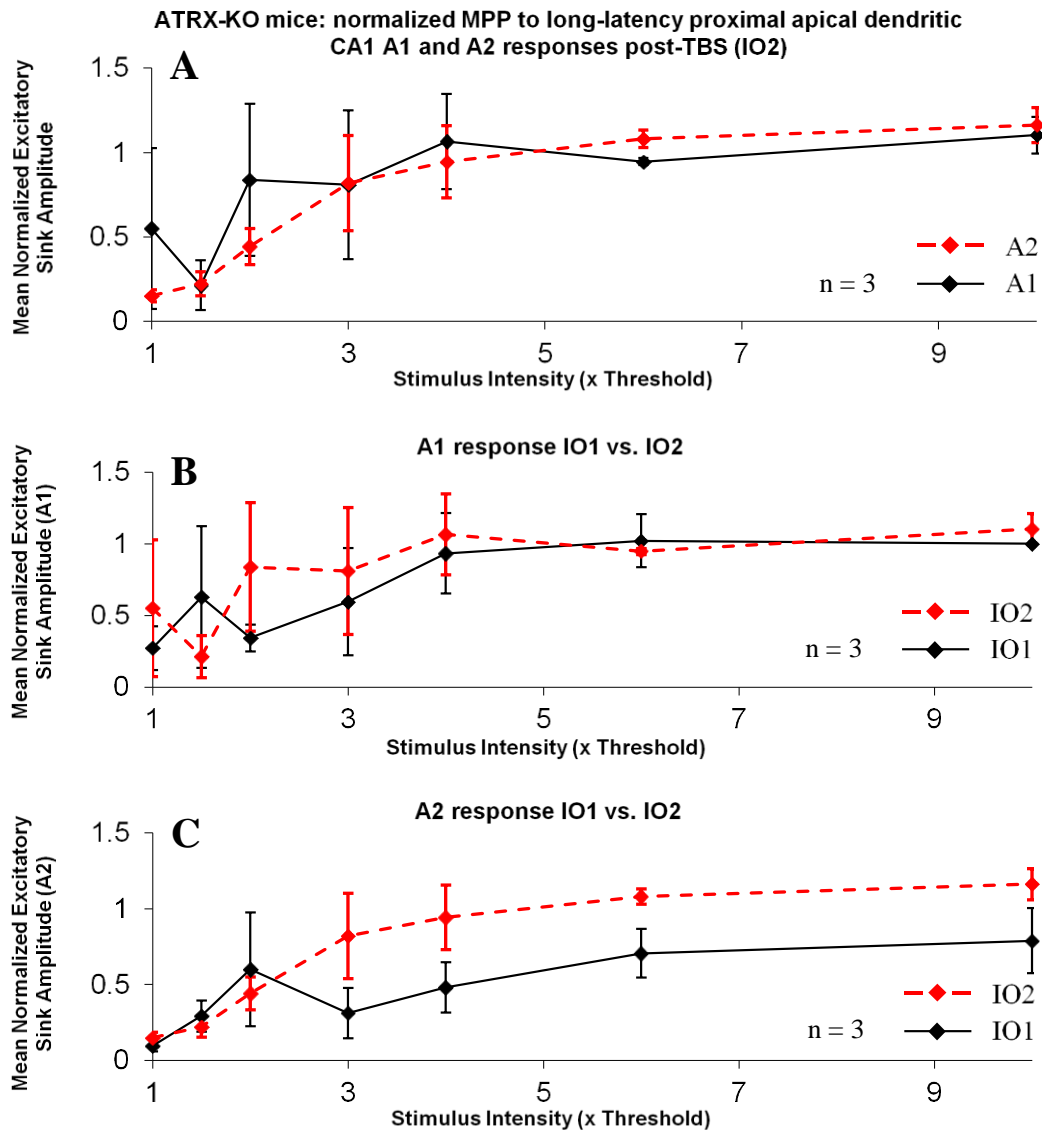 ATRX-KO mice: normalized MPP to long-latency proximal apical dendritic
CA1 A1 and A2 responses post-TBS (IO2)
A
Mean Normalized Excitatory
Sink Amplitude
1.5
1
0.5
0
A2
n = 3
A1
1
3
5
7
9
Stimulus Intensity (x Threshold)
A1 response IO1 vs. IO2
B
Mean Normalized Excitatory
Sink Amplitude (A1)
1.5
1
0.5
0
IO2
n = 3
IO1
1
3
5
7
9
Stimulus Intensity (x Threshold)
A2 response IO1 vs. IO2
C
Mean Normalized Excitatory
Sink Amplitude (A2)
1.5
1
0.5
0
IO2
n = 3
IO1
1
3
5
7
9
Stimulus Intensity (x Threshold)